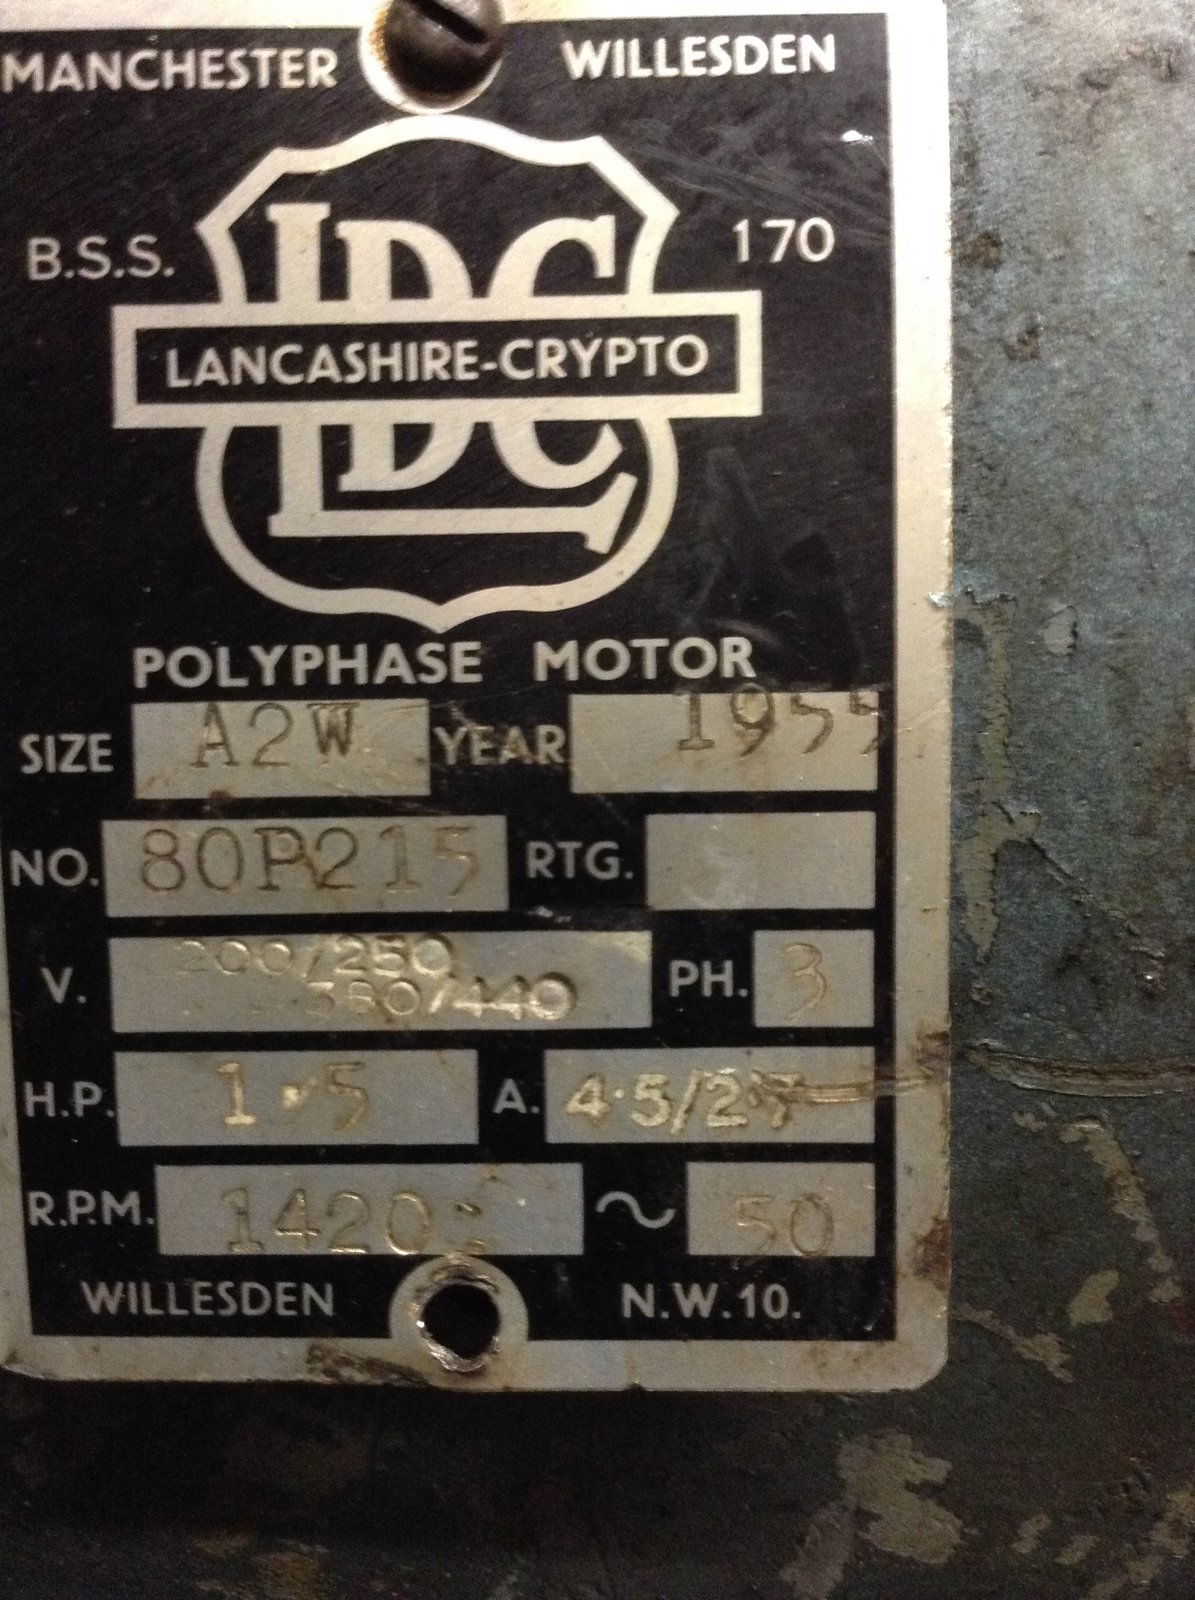 MANCHESTER WILLESDEN
B.S.S. 170
LDC
LANCASHIRE-CRYPTO
POLYPHASE MOTOR
SIZE A2W YEAR 1955
NO. 80P215 RTG.
V. 200/250
380/440 PH. 3
H.P. 1.5 A. 4.5/2.7
R.P.M. 1420 ~ 50
WILLESDEN N.W.10.